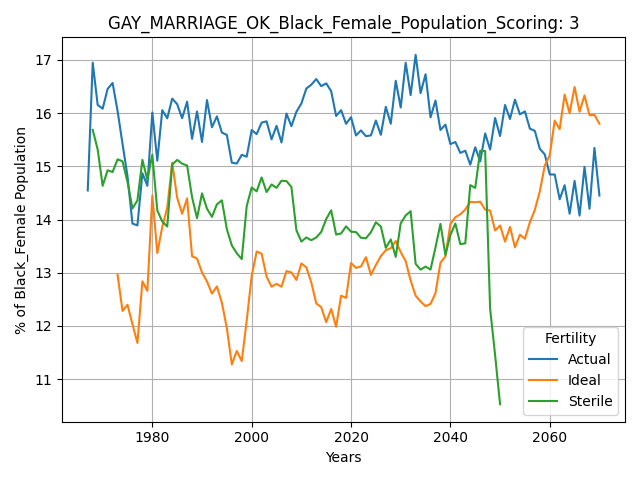 GAY_MARRIAGE_OK_Black_Female_Population_Scoring: 3
% of Black_Female Population
17
16
15
14
13
12
11
1980
2000
2020
2040
2060
Years
Fertility
Actual
Ideal
Sterile